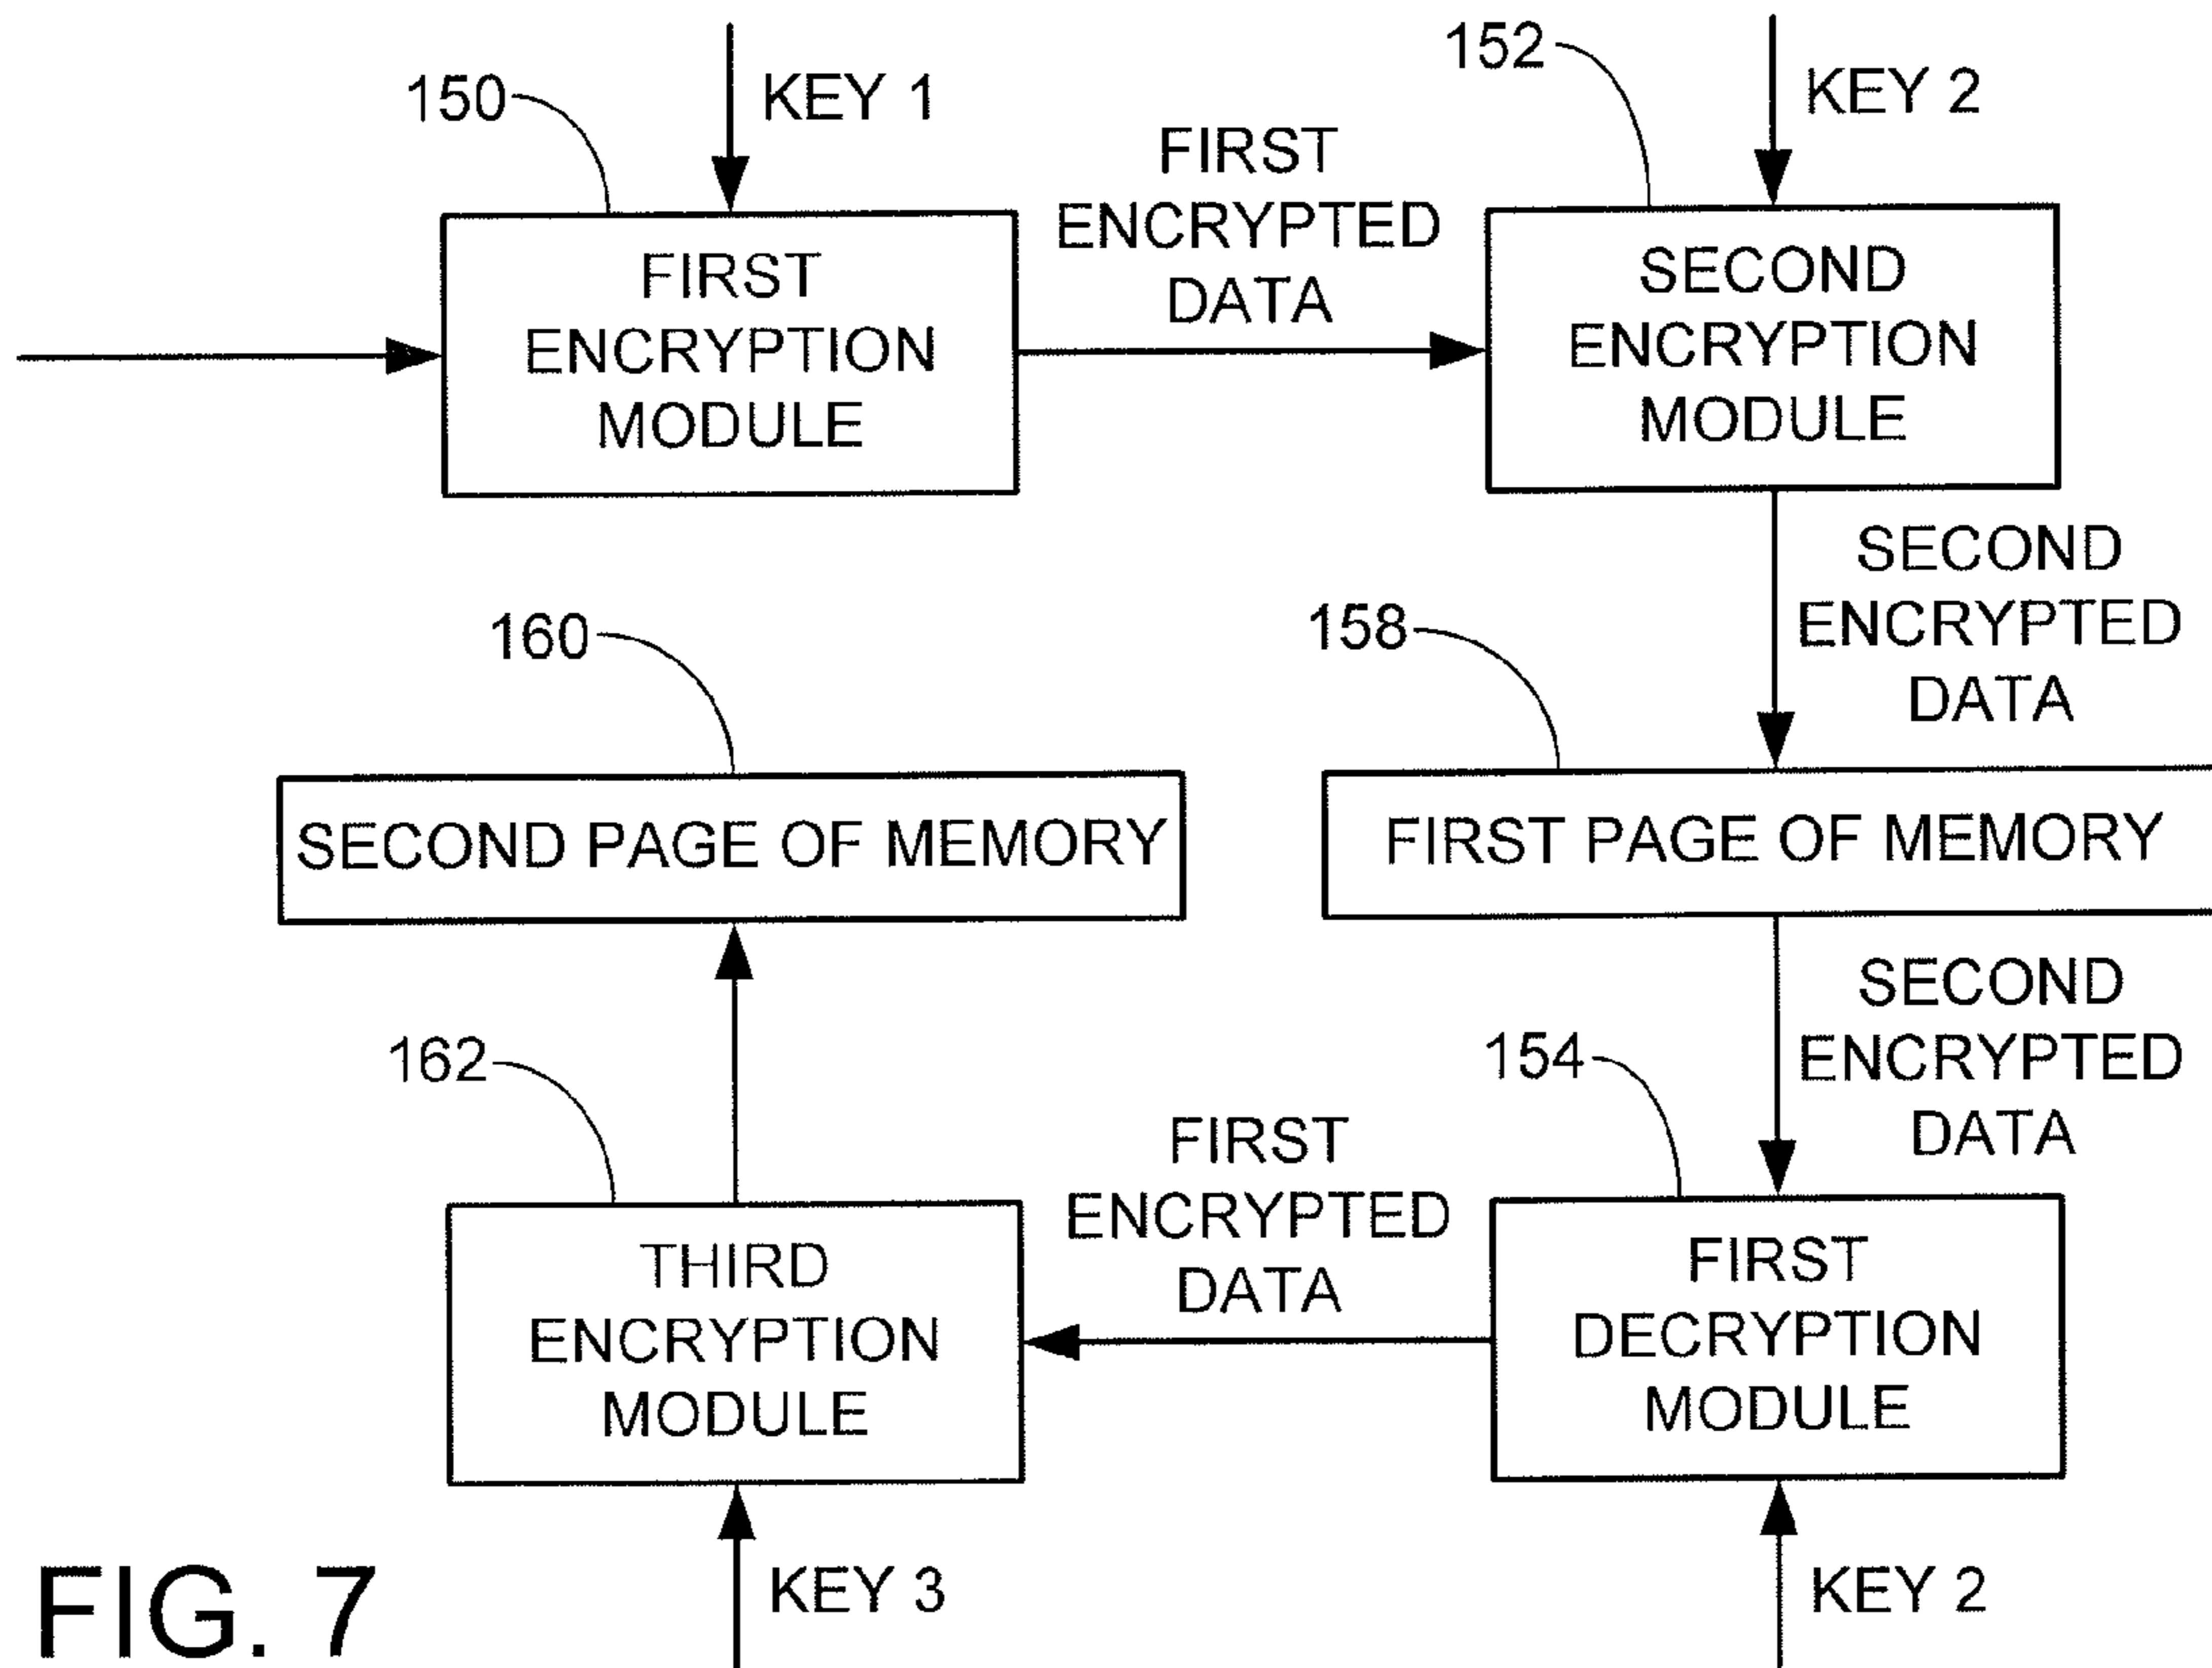 150
KEY 1
152
KEY 2
FIRST
ENCRYPTED
DATA
FIRST
ENCRYPTION
MODULE
SECOND
ENCRYPTION
MODULE
SECOND
ENCRYPTED
DATA
160
158
SECOND PAGE OF MEMORY
FIRST PAGE OF MEMORY
SECOND
ENCRYPTED
DATA
162
154
FIRST
ENCRYPTED
DATA
THIRD
ENCRYPTION
MODULE
FIRST
DECRYPTION
MODULE
KEY 3
KEY 2
FIG. 7